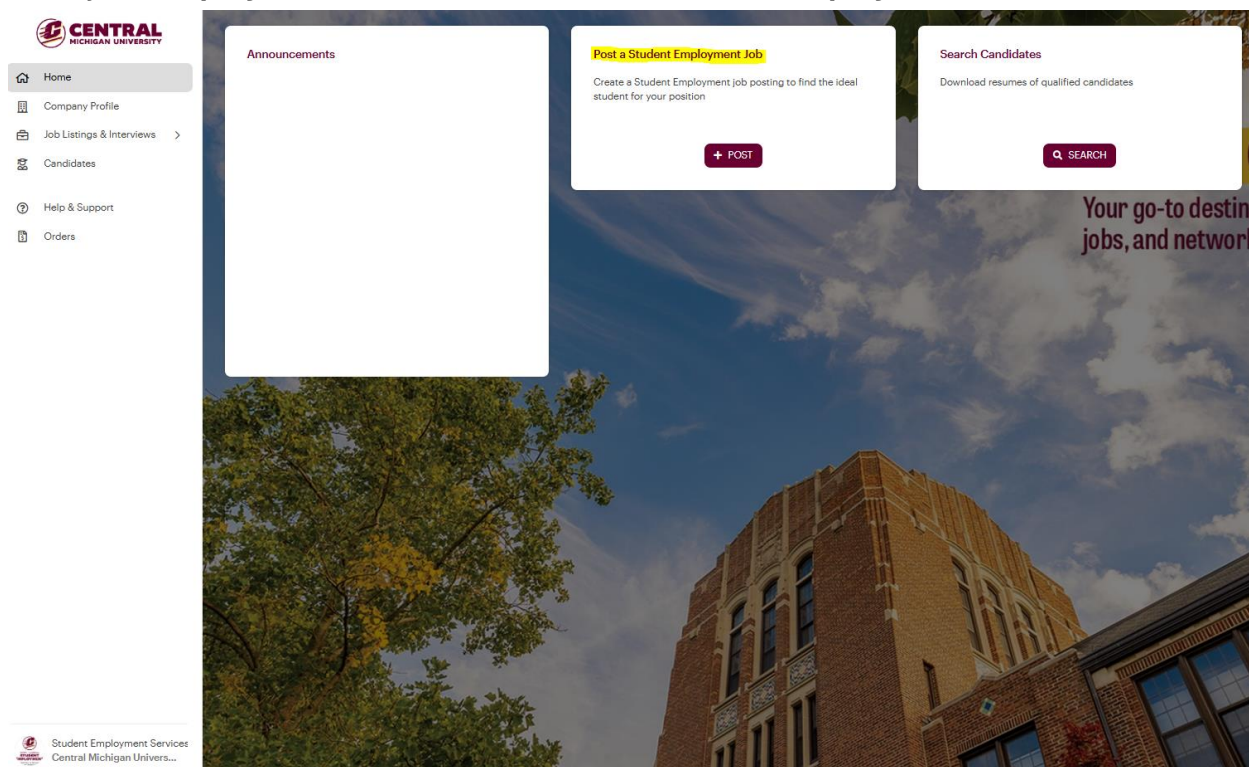 CENTRAL
MICHIGAN UNIVERSITY
Home
Company Profile
Job Listings & Interviews
Candidates
Help & Support
Orders
Student Employment Services
Central Michigan Univers...
Announcements
Post a Student Employment Job
Create a Student Employment job posting to find the ideal
student for your position
+ POST
Search Candidates
Download resumes of qualified candidates
SEARCH
Your go-to destin
jobs, and network